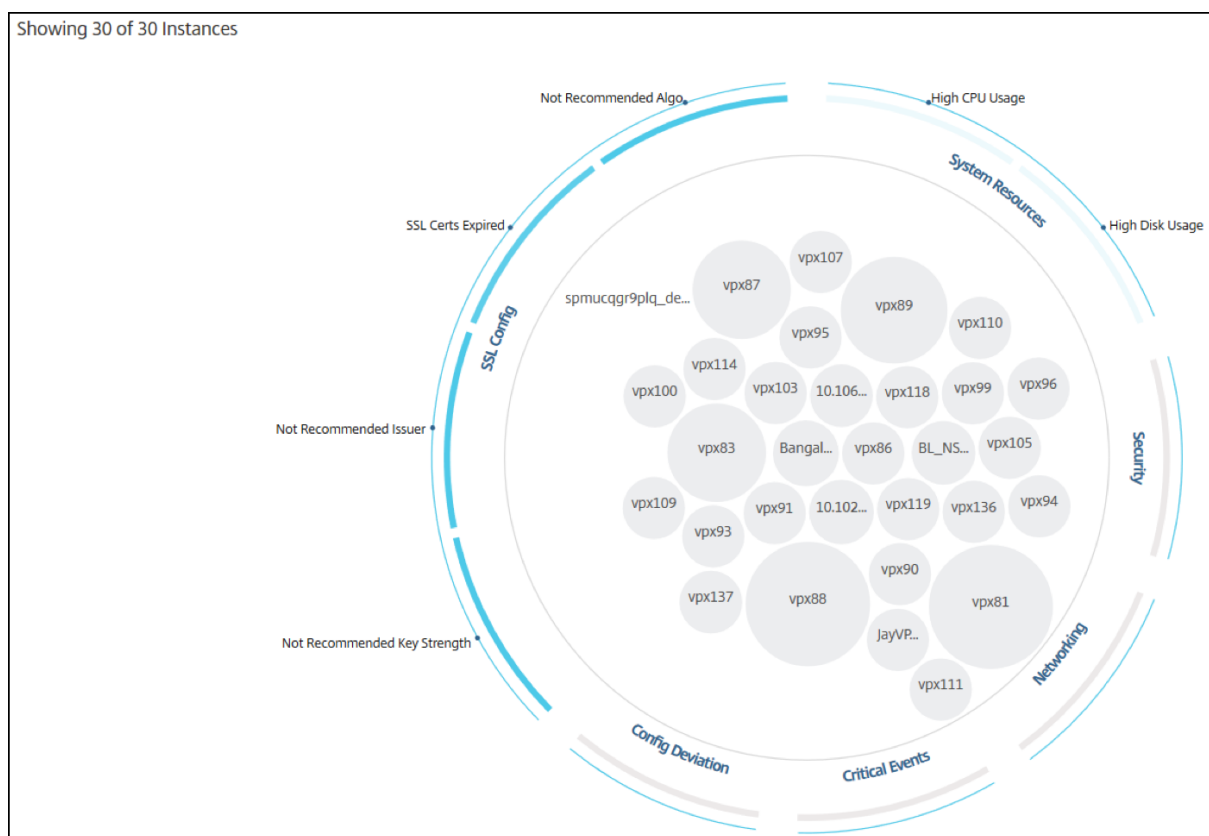 Showing 30 of 30 Instances
Not Recommended Algo
High CPU Usage
System Resources
SSL Certs Expired
High Disk Usage
vpx107
vpx87
spmucqgr9plq_de...
vpx89
vpx110
vpx95
SSL Config
vpx114
vpx100
vpx103
10.106...
vpx118
vpx99
vpx96
Not Recommended Issuer
vpx83
Bangal...
vpx86
BL_NS...
vpx105
Security
vpx109
vpx91
10.102...
vpx119
vpx136
vpx94
vpx93
vpx90
vpx137
vpx88
vpx81
JayVP...
Not Recommended Key Strength
Networking
vpx111
Config Deviation
Critical Events